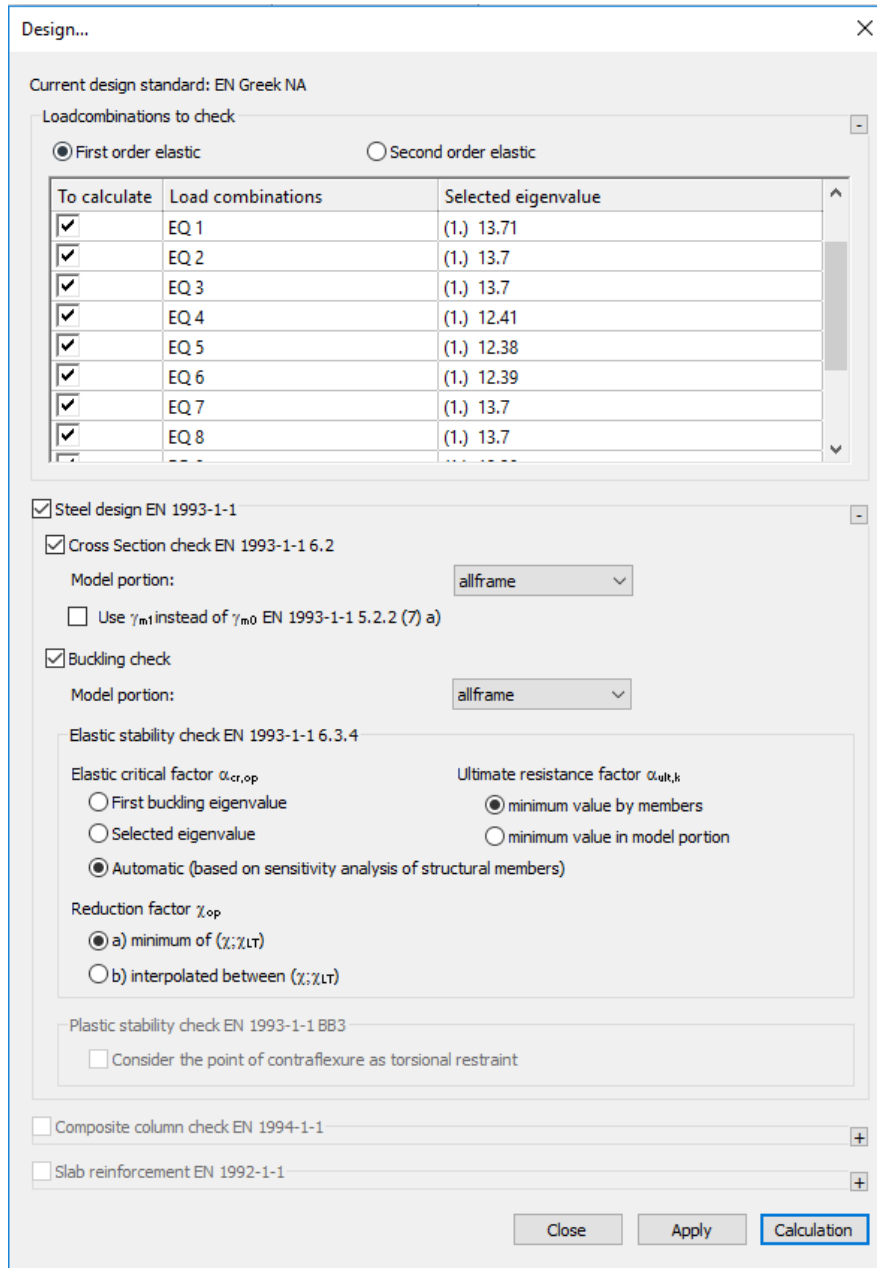 Design...
Current design standard: EN Greek NA
Loadcombinations to check
First order elastic Second order elastic
To calculate Load combinations Selected eigenvalue
EQ 1 (1.) 13.71
EQ 2 (1.) 13.7
EQ 3 (1.) 13.7
EQ 4 (1.) 12.41
EQ 5 (1.) 12.38
EQ 6 (1.) 12.39
EQ 7 (1.) 13.7
EQ 8 (1.) 13.7
Steel design EN 1993-1-1
Cross Section check EN 1993-1-1 6.2
Model portion: allframe
Use γm1 instead of γm0 EN 1993-1-1 5.2.2 (7) a)
Buckling check
Model portion: allframe
Elastic stability check EN 1993-1-1 6.3.4
Elastic critical factor αcr,op Ultimate resistance factor αult,k
First buckling eigenvalue minimum value by members
Selected eigenvalue minimum value in model portion
Automatic (based on sensitivity analysis of structural members)
Reduction factor χop
a) minimum of (χ;χLT)
b) interpolated between (χ;χLT)
Plastic stability check EN 1993-1-1 BB3
Consider the point of contraflexure as torsional restraint
Composite column check EN 1994-1-1
Slab reinforcement EN 1992-1-1
Close Apply Calculation